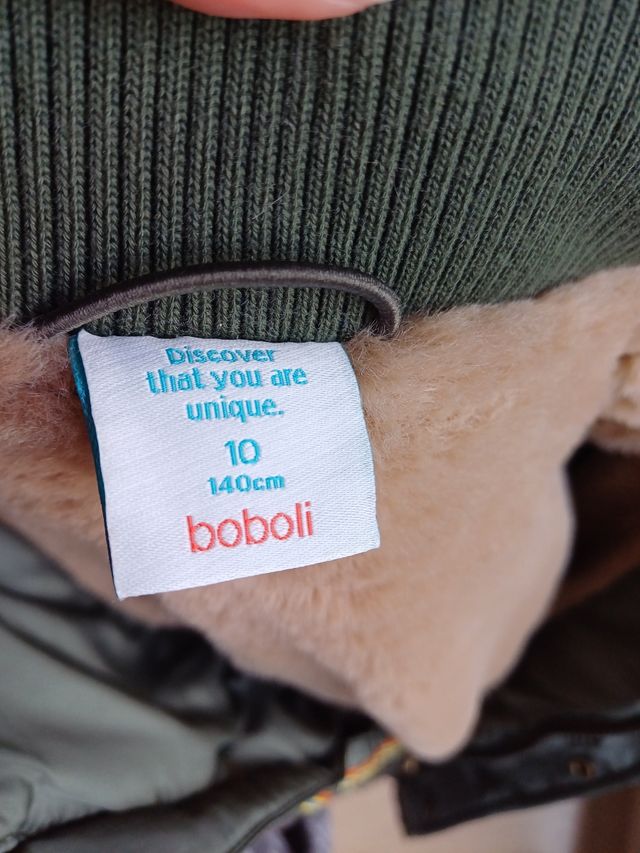 Discover
that you are
unique.
10
140cm
boboli